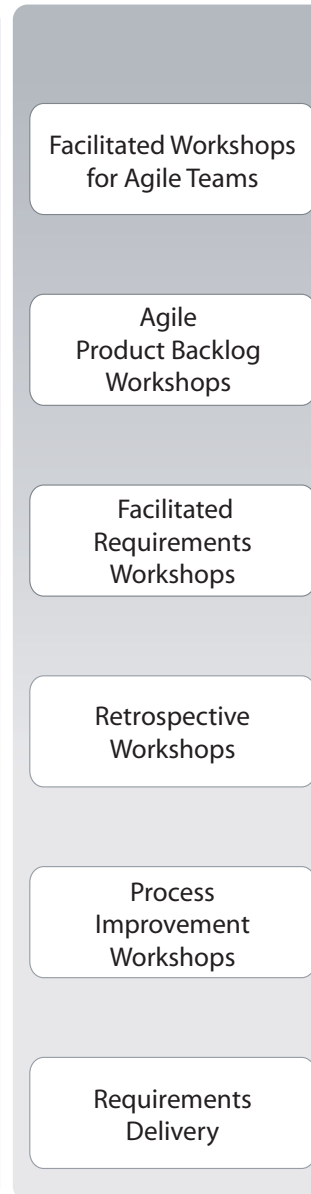 Facilitated Workshops
for Agile Teams
Agile
Product Backlog
Workshops
Facilitated
Requirements
Workshops
Retrospective
Workshops
Process
Improvement
Workshops
Requirements
Delivery